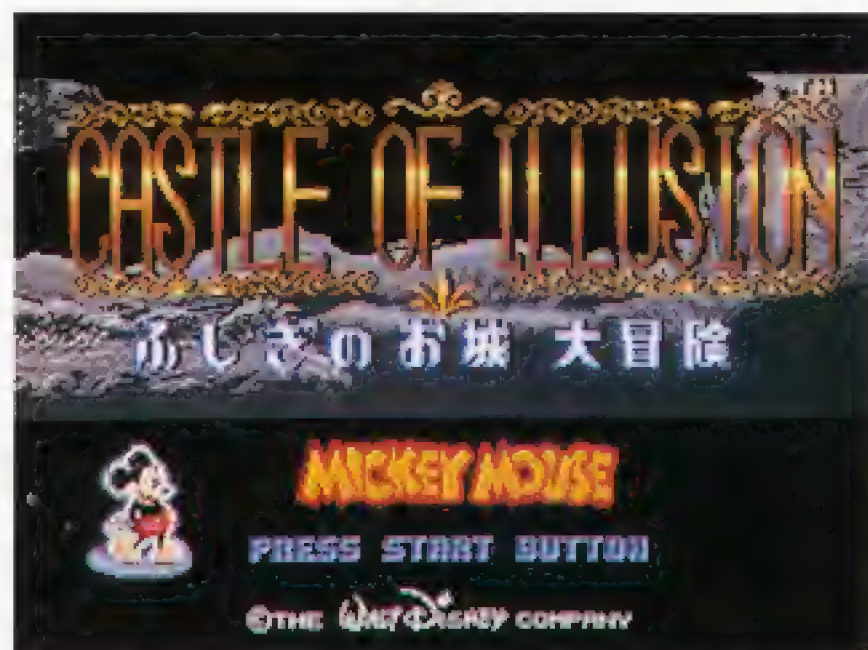 CASTLE OF ILLUSION
ふしぎのお城 大冒険
MICKEY MOUSE
PRESS START BUTTON
©THE WALT DISNEY COMPANY